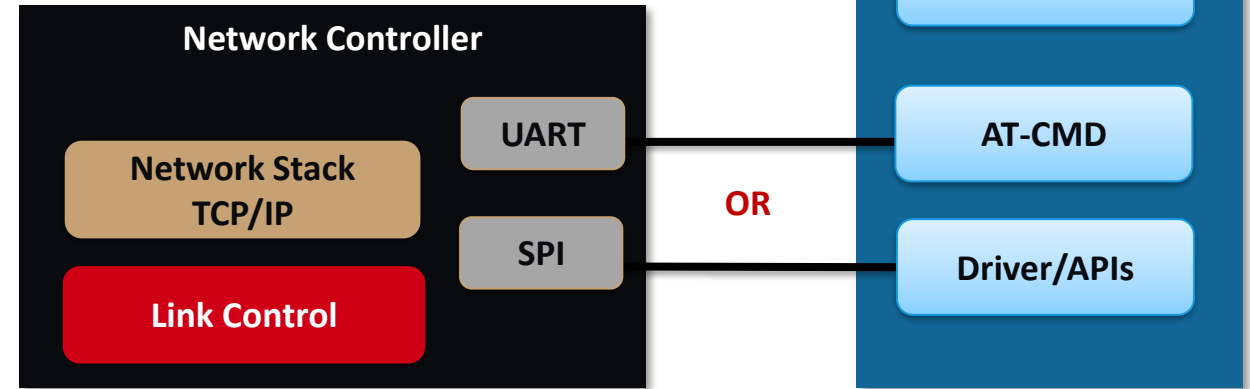 Network Controller
UART
AT-CMD
Network Stack
TCP/IP
OR
SPI
Driver/APIs
Link Control